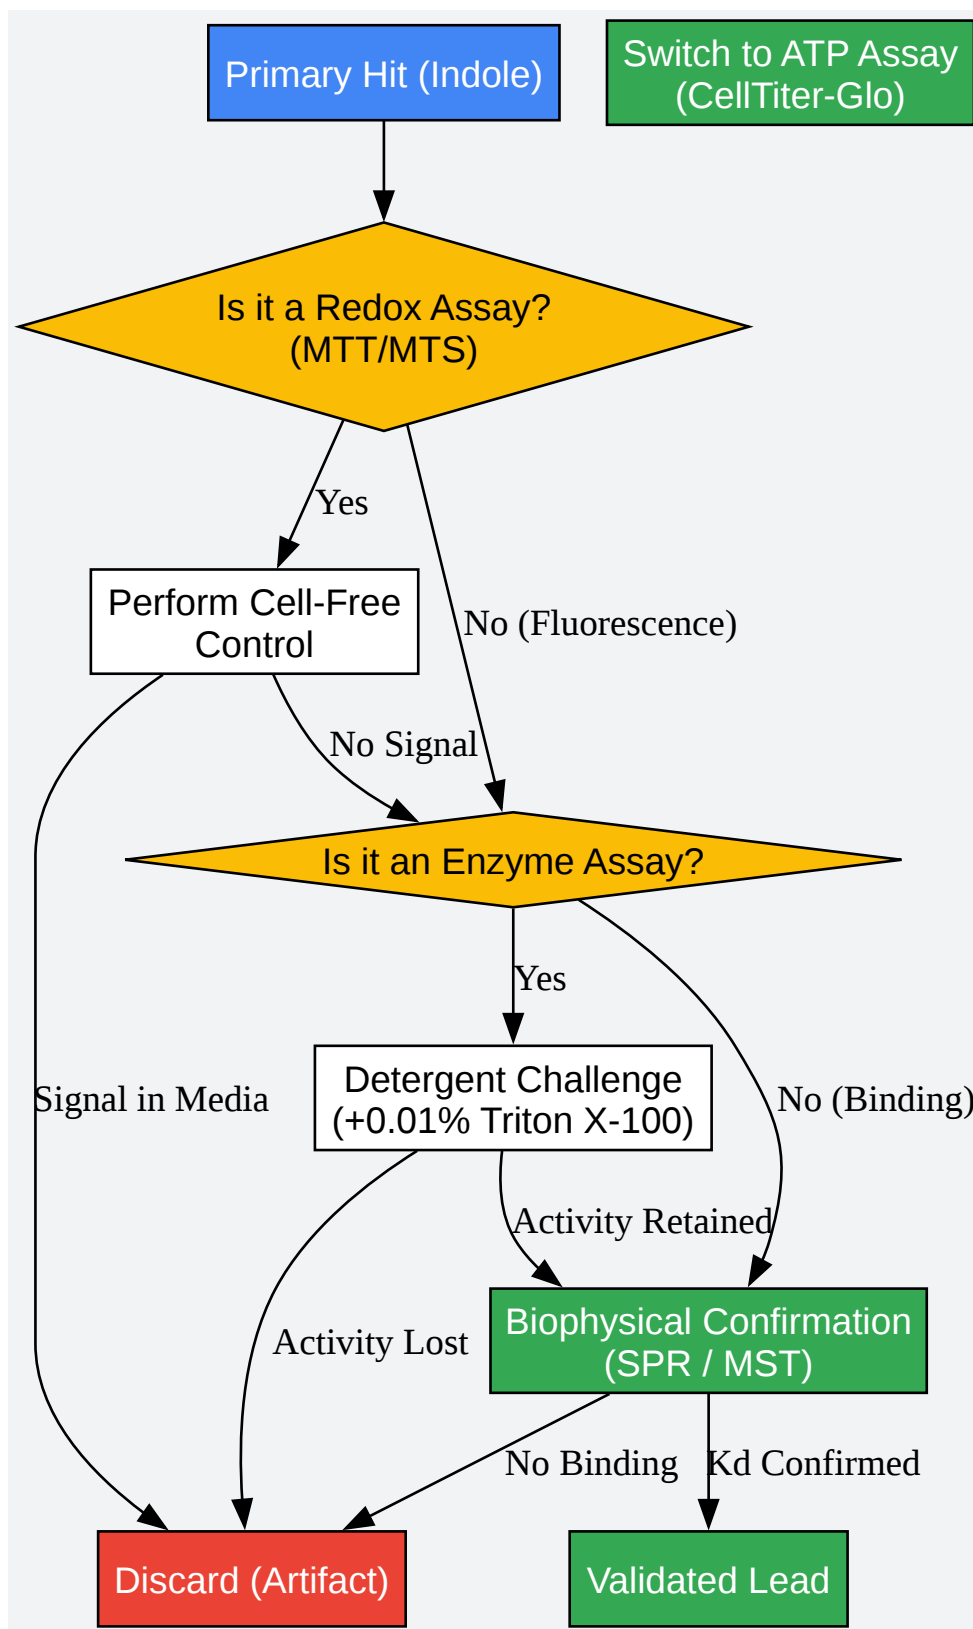 Primary Hit (Indole)
Switch to ATP Assay
(CellTiter-Glo)
Is it a Redox Assay?
(MTT/MTS)
Yes
Perform Cell-Free
Control
No (Fluorescence)
No Signal
Is it an Enzyme Assay?
Yes
Detergent Challenge
(+0.01% Triton X-100)
Signal in Media
No (Binding)
Activity Retained
Biophysical Confirmation
(SPR / MST)
Activity Lost
No Binding
Kd Confirmed
Discard (Artifact)
Validated Lead